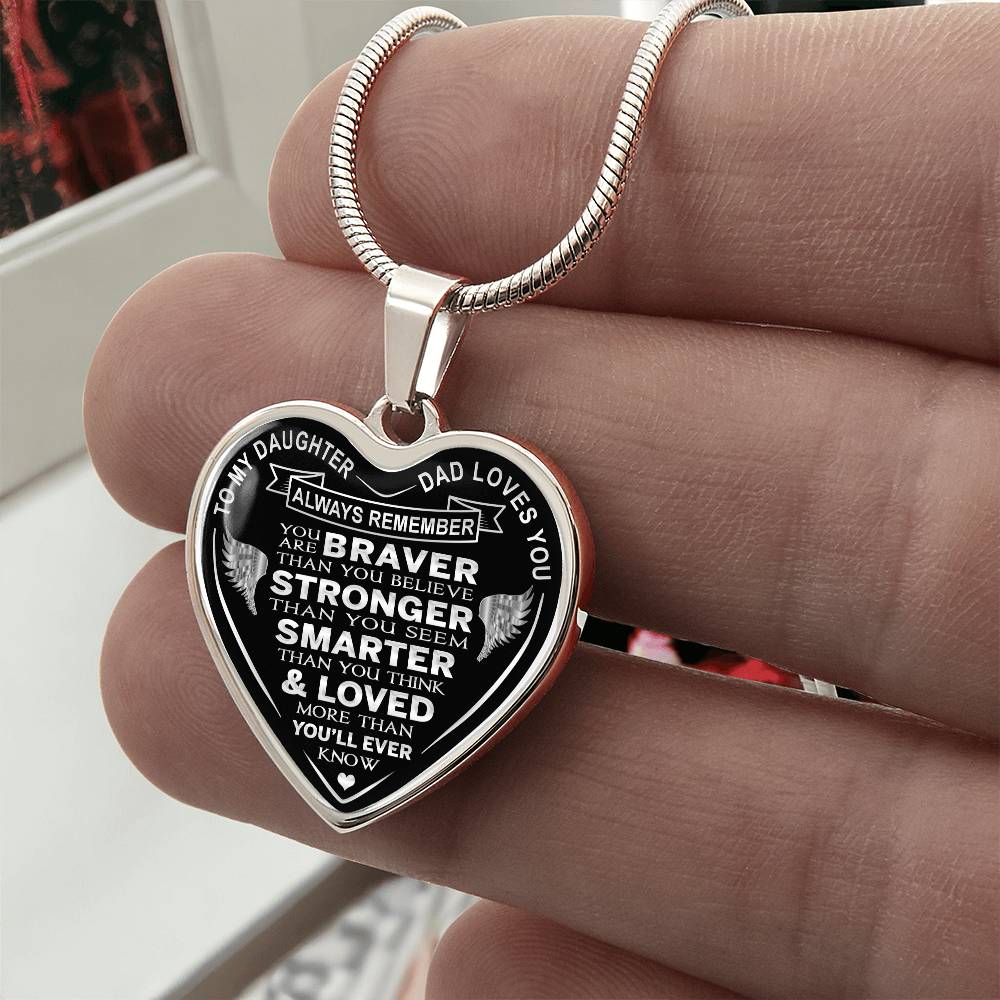 TO MY DAUGHTER
DAD LOVES YOU
ALWAYS REMEMBER
YOU ARE BRAVER
THAN YOU BELIEVE
STRONGER
THAN YOU SEEM
SMARTER
THAN YOU THINK
& LOVED
MORE THAN
YOU'LL EVER
KNOW